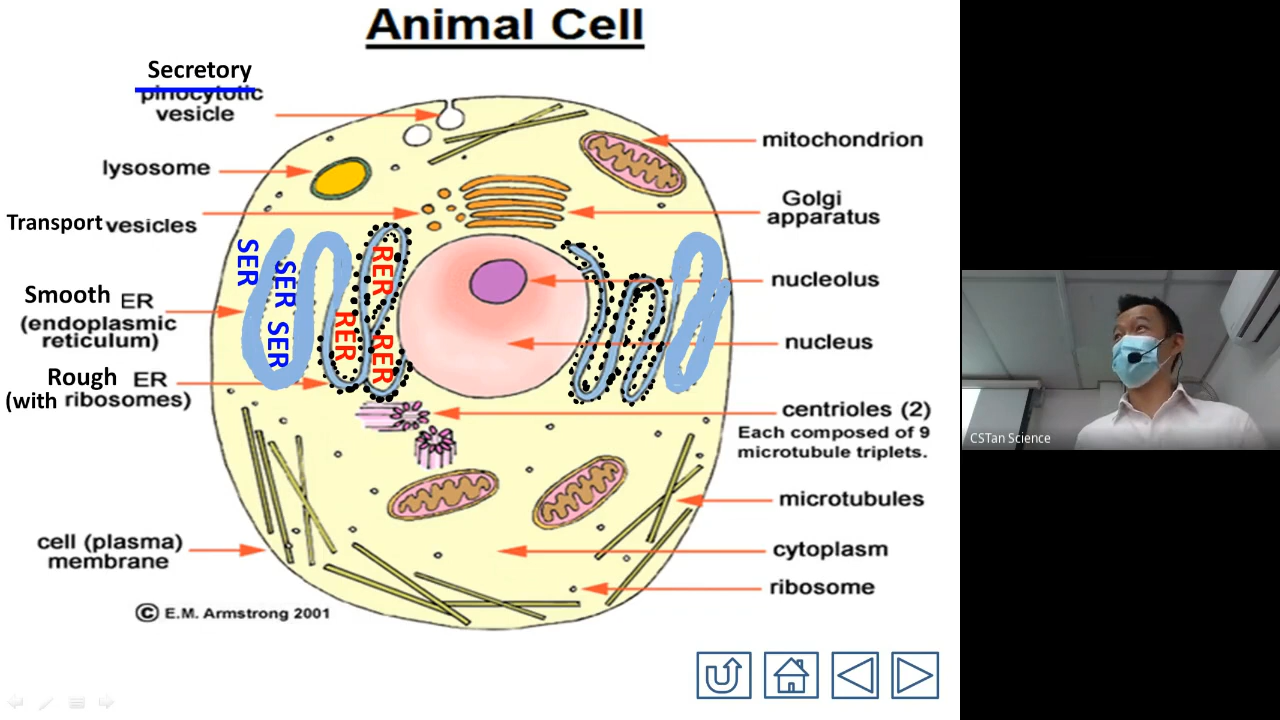 Animal Cell
Secretory
pinocytotic
vesicle
lysosome
Transport vesicles
SER
SER
SER
RER
RER
RER
Smooth ER
(endoplasmic
reticulum)
Rough ER
(with ribosomes)
cell (plasma)
membrane
© E.M. Armstrong 2001
mitochondrion
Golgi
apparatus
nucleolus
nucleus
centrioles (2)
Each composed of 9
microtubule triplets.
microtubules
cytoplasm
ribosome
CSTan Science